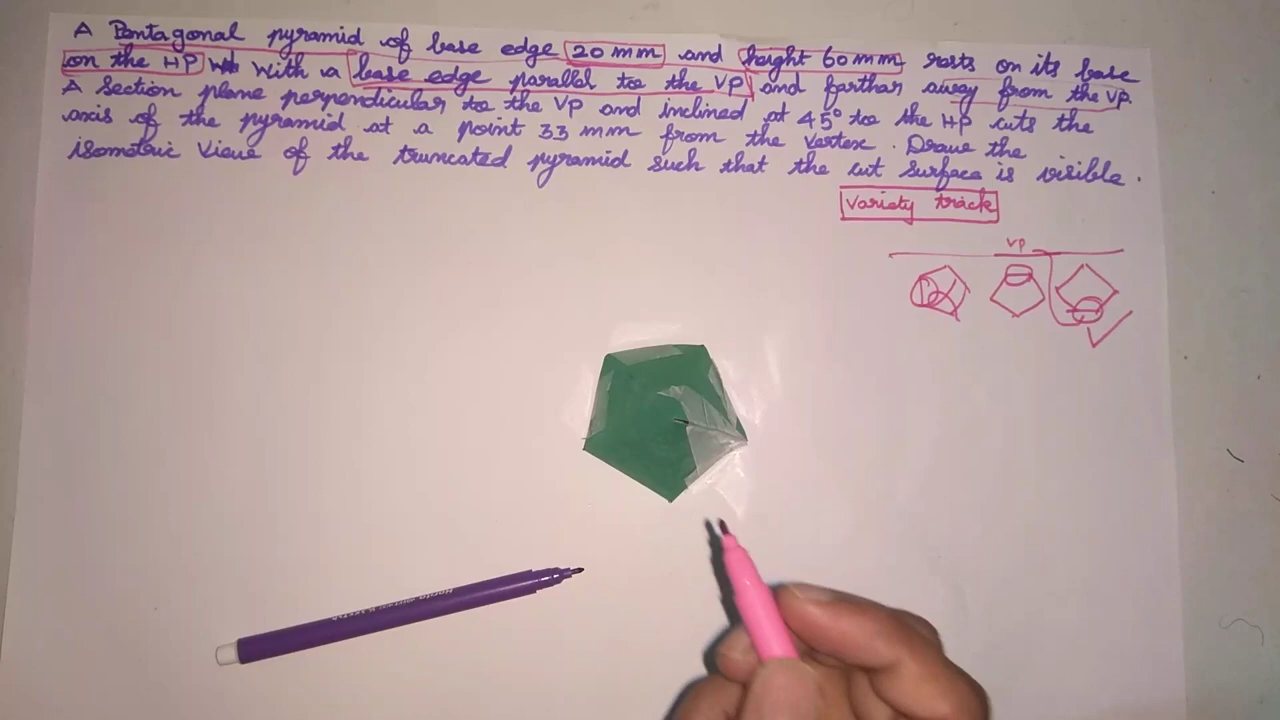 A Pentagonal pyramid of base edge 20 mm and height 60 mm rests on its base
on the HP with a base edge parallel to the VP and farther away from the VP.
A Section plane perpendicular to the VP and inclined at 45° to the HP cuts the
axis of the pyramid at a point 33 mm from the vertex. Draw the
isometric view of the truncated pyramid such that the cut surface is visible.
Variety track
VP